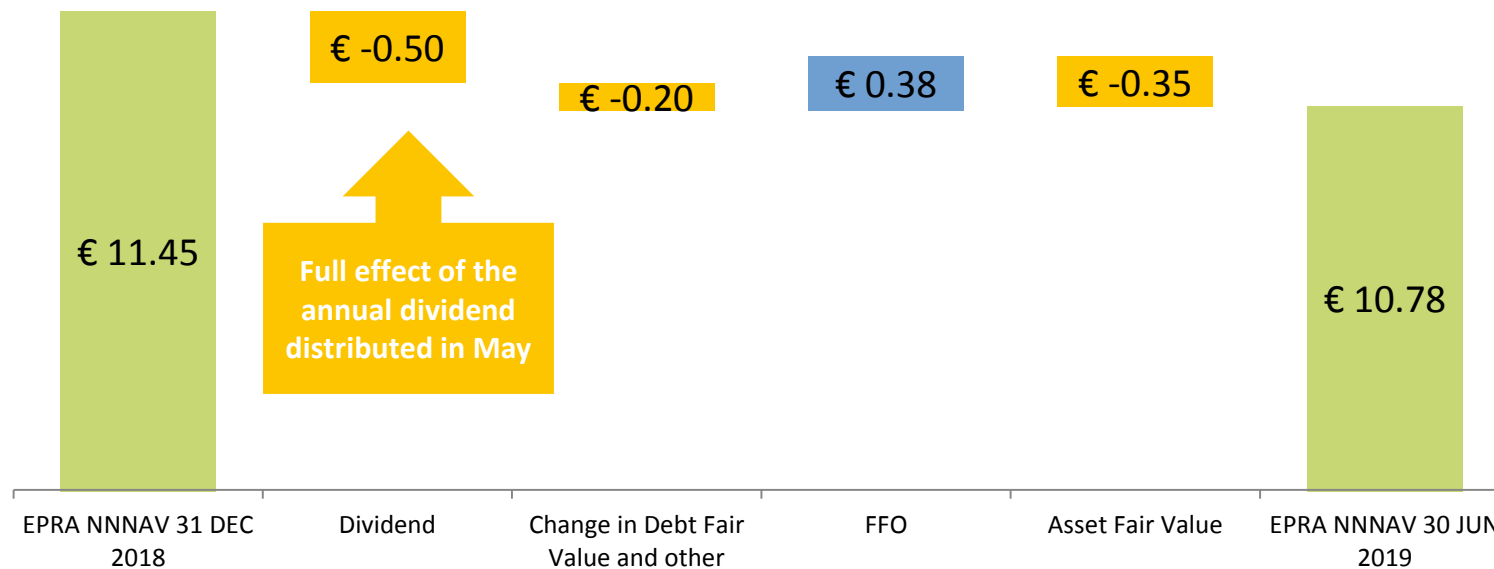 € -0.50
€ -0.20
€ 0.38
€ -0.35
€ 11.45
Full effect of the
annual dividend
distributed in May
€ 10.78
EPRA NNNAV 31 DEC
2018
Dividend
Change in Debt Fair
Value and other
FFO
Asset Fair Value
EPRA NNNAV 30 JUN
2019